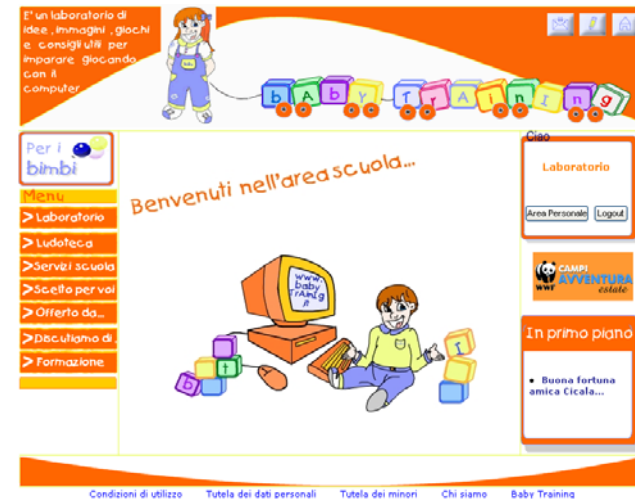 E' un laboratorio di
idee, immagini, giochi
e consigli utili per
imparare giocando
con il
computer
bAby TrAining
Per i
bimbi
Menu
> Laboratorio
> Ludoteca
> Servizi scuola
> Scelto per voi
> Offerto da...
> Discutiamo di
> Formazione
Benvenuti nell'area scuola...
www.
baby
TrAinig
it
b t
I
Ciao
Laboratorio
Area Personale Logout
WWF CAMPI
AVVENTURA
estate
In primo piano
• Buona fortuna
amica Cicala...
Condizioni di utilizzo Tutela dei dati personali Tutela dei minori Chi siamo Baby Training